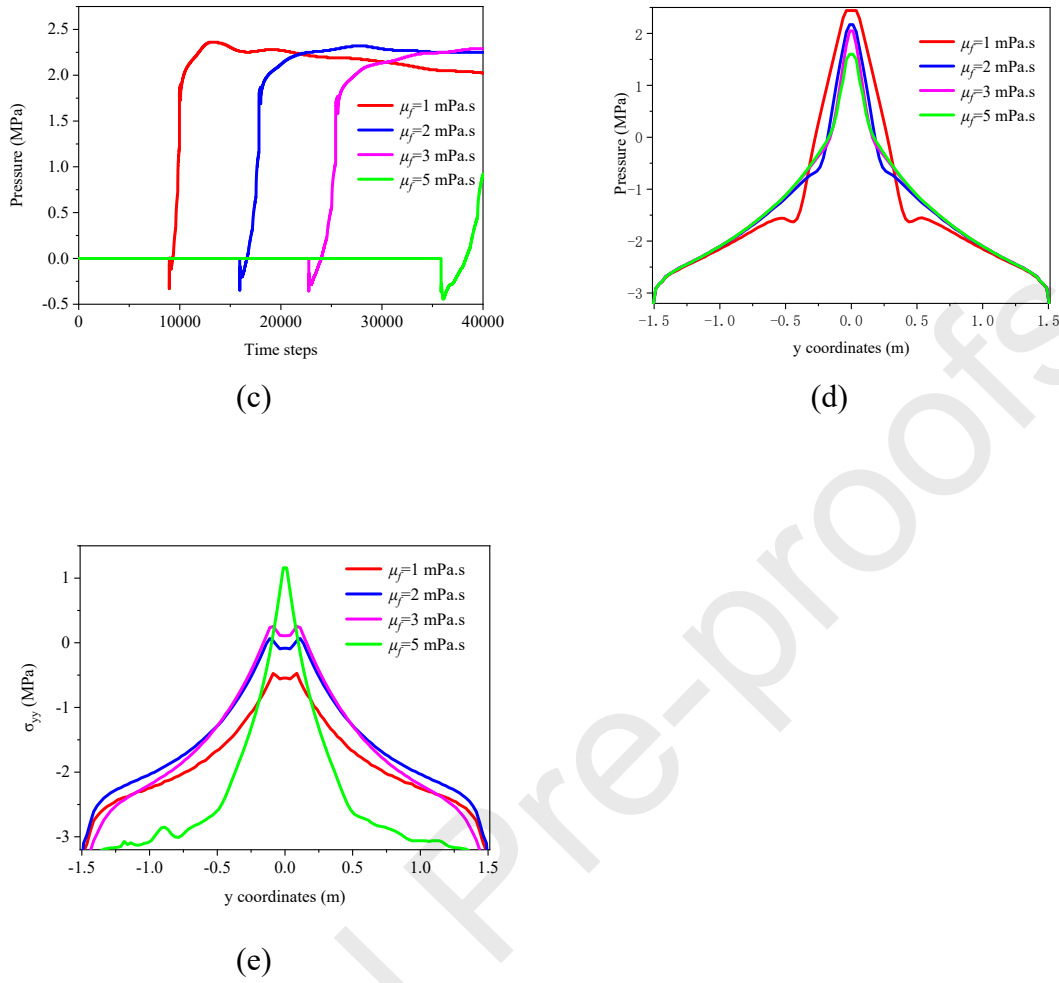 2.5
2.0
1.5
1.0
0.5
0.0
-0.5
Pressure (MPa)
μf=1 mPa.s
μf=2 mPa.s
μf=3 mPa.s
μf=5 mPa.s
0 10000 20000 30000 40000
Time steps
(c)
2
1
0
-1
-2
-3
Pressure (MPa)
μf=1 mPa.s
μf=2 mPa.s
μf=3 mPa.s
μf=5 mPa.s
-1.5 -1.0 -0.5 0.0 0.5 1.0 1.5
y coordinates (m)
(d)
1
0
-1
-2
-3
σyy (MPa)
μf=1 mPa.s
μf=2 mPa.s
μf=3 mPa.s
μf=5 mPa.s
-1.5 -1.0 -0.5 0.0 0.5 1.0 1.5
y coordinates (m)
(e)
Pre-proofs